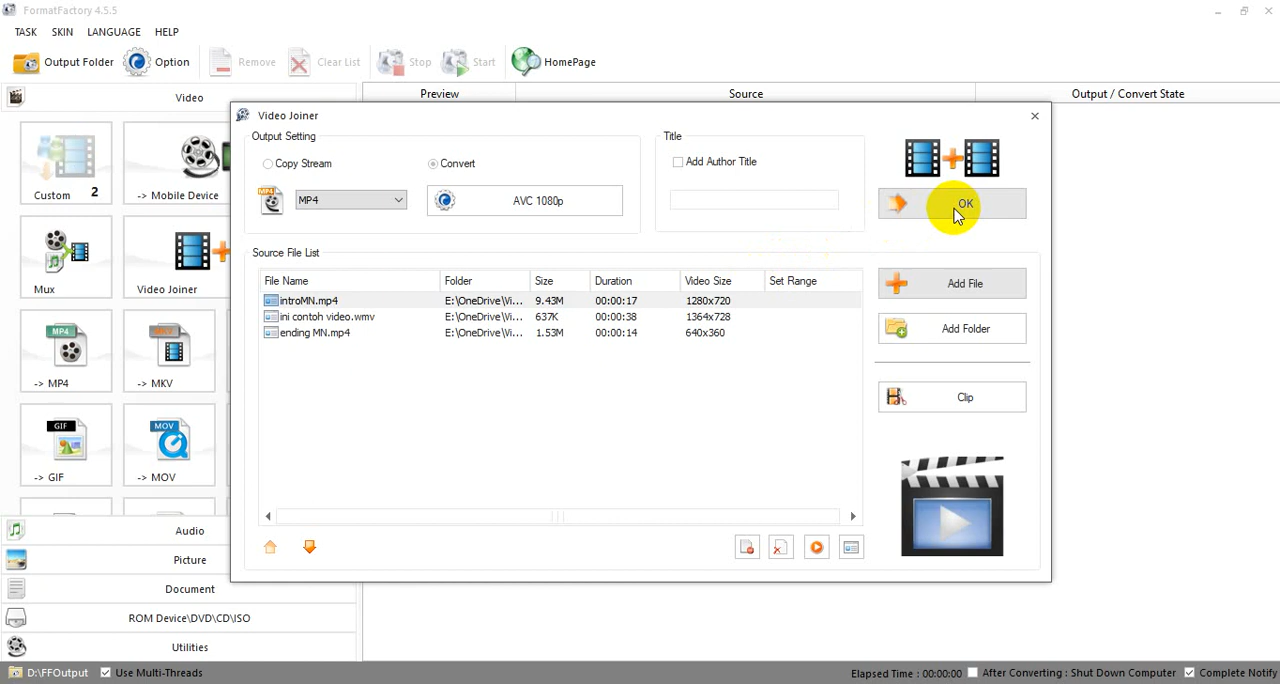 FormatFactory 4.5.5
TASK SKIN LANGUAGE HELP
Output Folder Option Remove Clear List Stop Start HomePage
Video Preview Source Output / Convert State
Video Joiner
Output Setting Title
Copy Stream Convert Add Author Title
MP4 MP4 AVC 1080p OK
Custom 2 -> Mobile Device
Source File List
File Name Folder Size Duration Video Size Set Range
Add File
Mux Video Joiner
introMN.mp4 E:\OneDrive\Vi... 9.43M 00:00:17 1280x720
ini contoh video.wmv E:\OneDrive\Vi... 637K 00:00:38 1364x728
ending MN.mp4 E:\OneDrive\Vi... 1.53M 00:00:14 640x360
Add Folder
MP4 MKV
-> MP4 -> MKV
Clip
GIF MOV
-> GIF -> MOV
Audio
Picture
Document
ROM Device\DVD\CD\ISO
Utilities
D:\FFOutput Use Multi-Threads Elapsed Time : 00:00:00 After Converting : Shut Down Computer Complete Notify